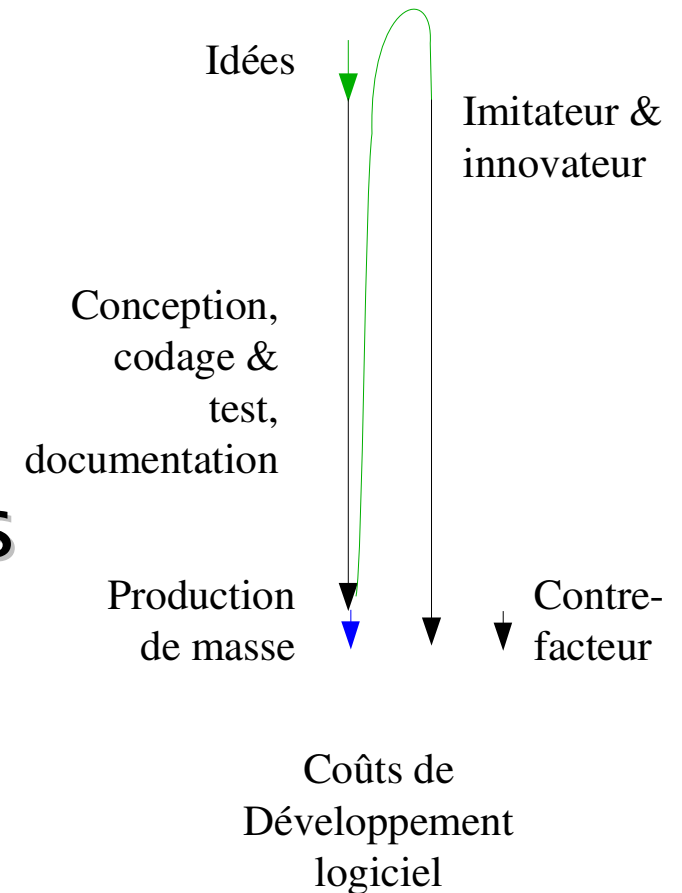 Idées
Imitateur &
innovateur
Conception,
codage &
test,
documentation
s
Production
de masse
Contre-
facteur
Coûts de
Développement
logiciel